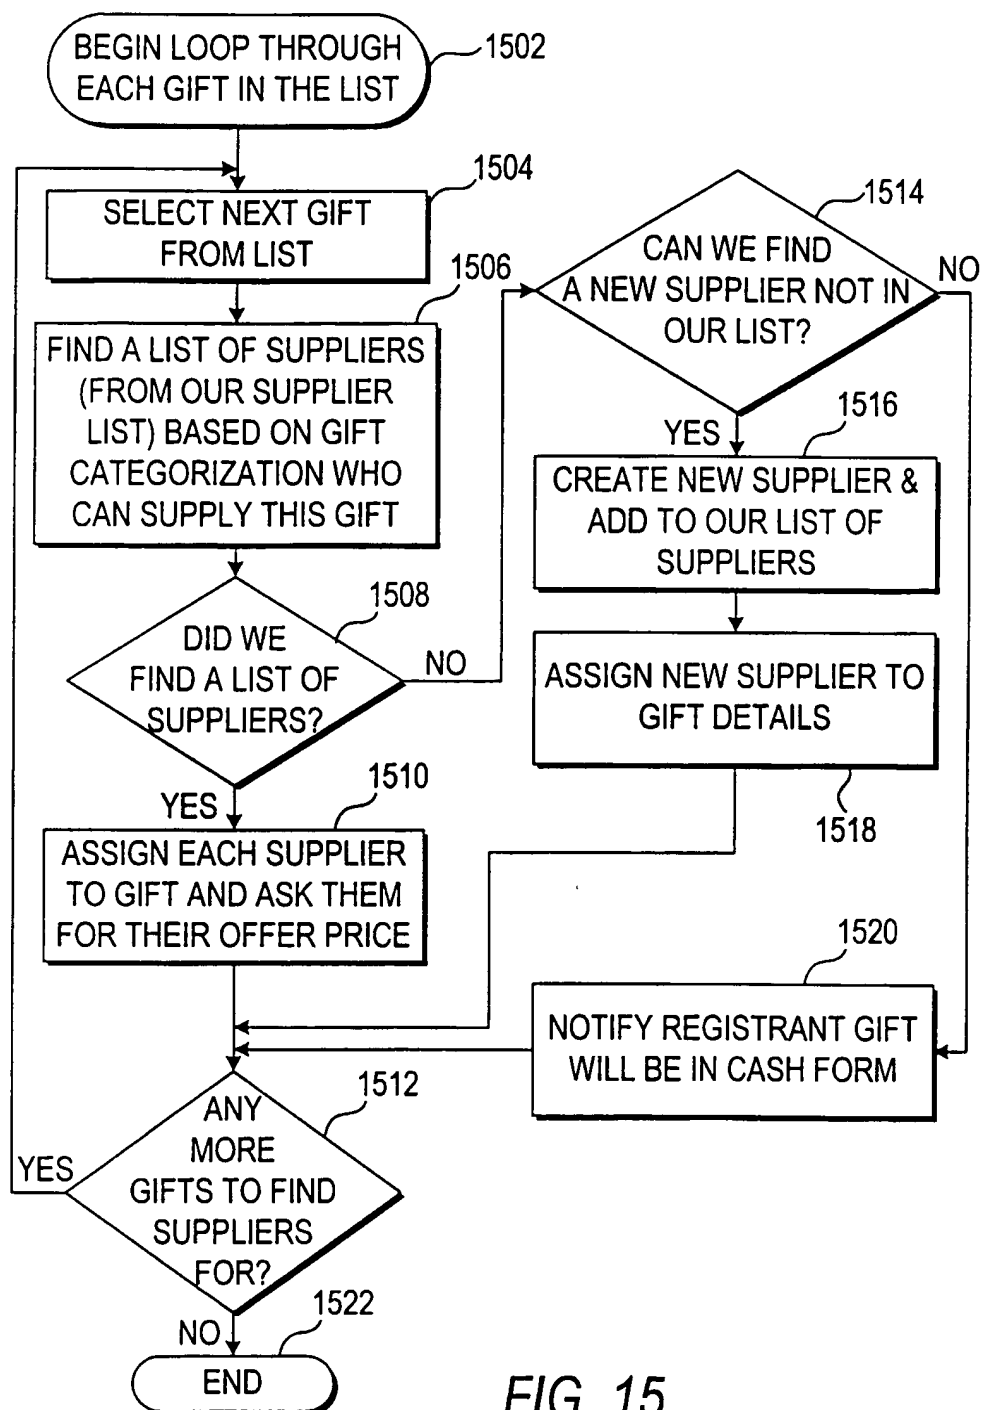 BEGIN LOOP THROUGH
EACH GIFT IN THE LIST
1502
SELECT NEXT GIFT
FROM LIST
1504
FIND A LIST OF SUPPLIERS
(FROM OUR SUPPLIER
LIST) BASED ON GIFT
CATEGORIZATION WHO
CAN SUPPLY THIS GIFT
1506
DID WE
FIND A LIST OF
SUPPLIERS?
1508
NO
YES
ASSIGN EACH SUPPLIER
TO GIFT AND ASK THEM
FOR THEIR OFFER PRICE
1510
ANY
MORE
GIFTS TO FIND
SUPPLIERS
FOR?
1512
YES
NO
END
1522
CAN WE FIND
A NEW SUPPLIER NOT IN
OUR LIST?
1514
NO
YES
CREATE NEW SUPPLIER &
ADD TO OUR LIST OF
SUPPLIERS
1516
ASSIGN NEW SUPPLIER TO
GIFT DETAILS
1518
NOTIFY REGISTRANT GIFT
WILL BE IN CASH FORM
1520
FIG. 15